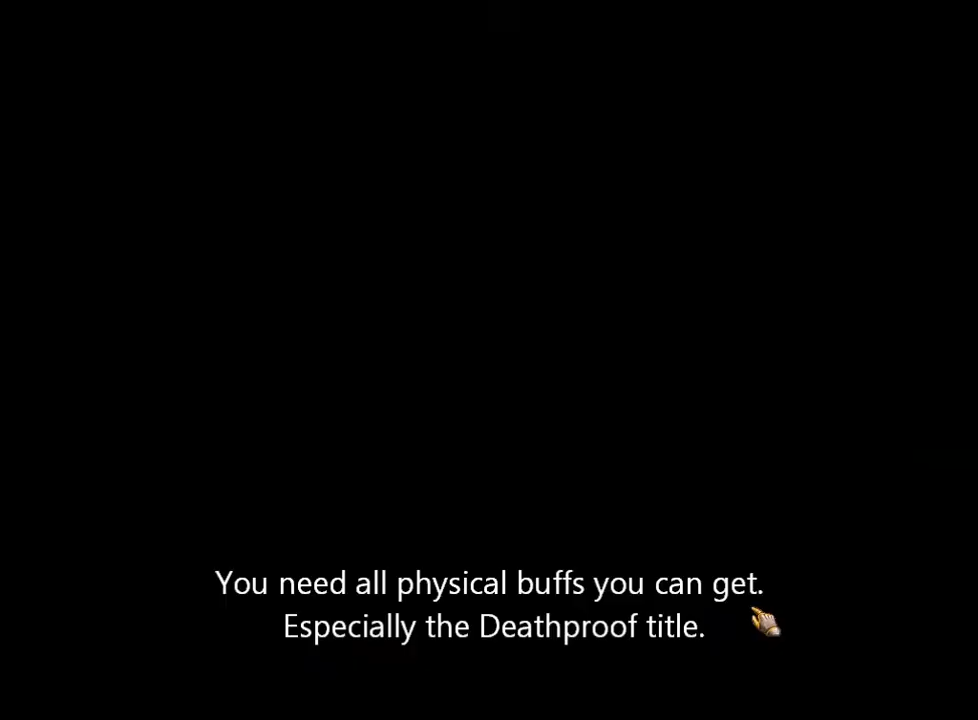 You need all physical buffs you can get.
Especially the Deathproof title.